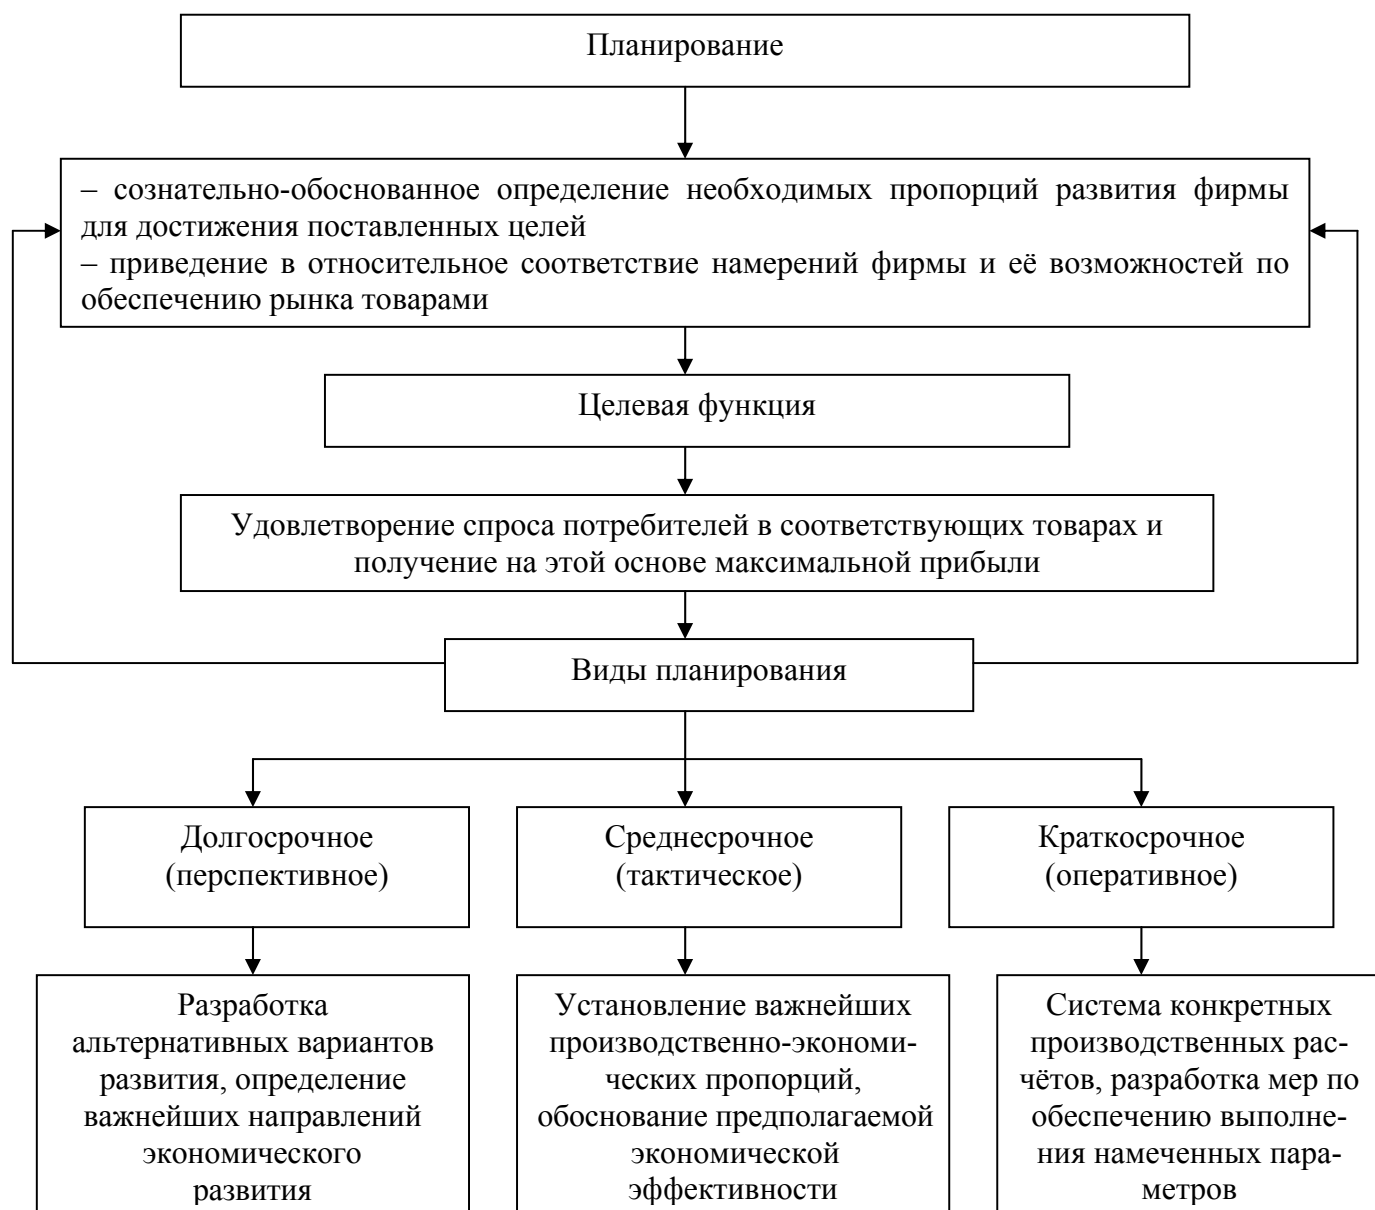 Планирование
– сознательно-обоснованное определение необходимых пропорций развития фирмы
для достижения поставленных целей
– приведение в относительное соответствие намерений фирмы и её возможностей по
обеспечению рынка товарами
Целевая функция
Удовлетворение спроса потребителей в соответствующих товарах и
получение на этой основе максимальной прибыли
Виды планирования
Долгосрочное
(перспективное)
Среднесрочное
(тактическое)
Краткосрочное
(оперативное)
Разработка
альтернативных вариантов
развития, определение
важнейших направлений
экономического
развития
Установление важнейших
производственно-экономи-
ческих пропорций,
обоснование предполагаемой
экономической
эффективности
Система конкретных
производственных рас-
чётов, разработка мер по
обеспечению выполне-
ния намеченных пара-
метров